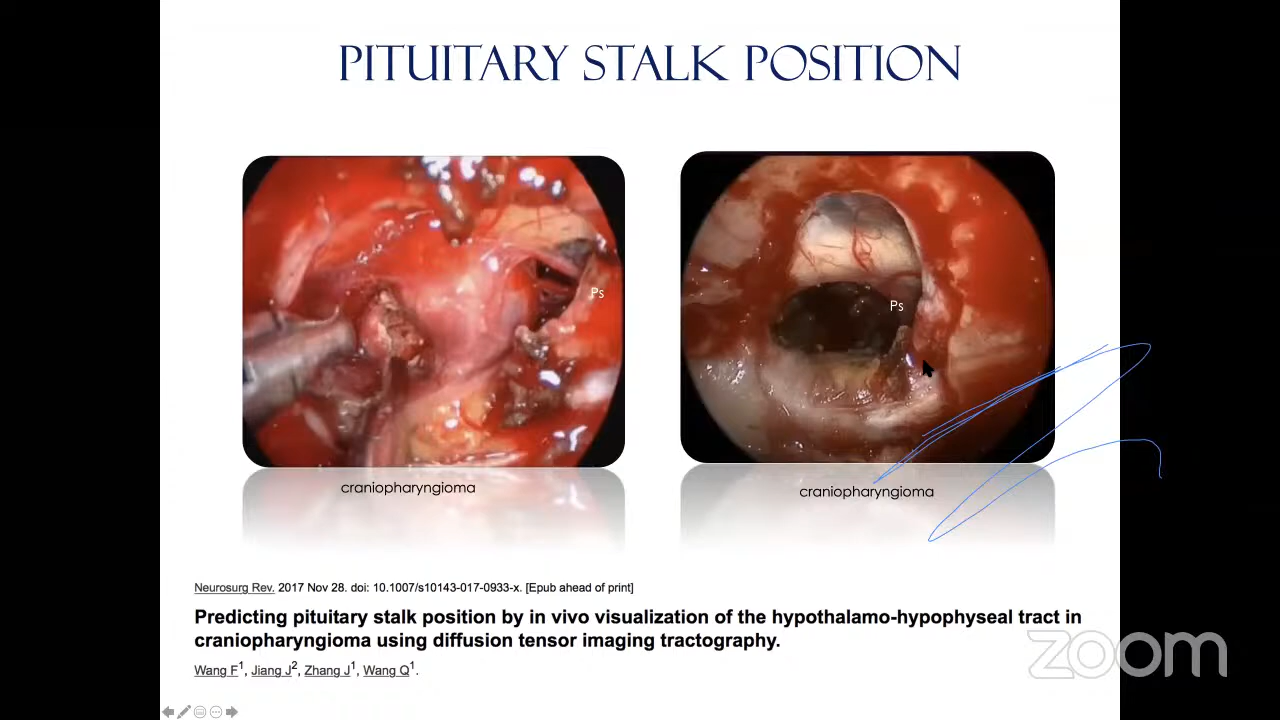 PITUITARY STALK POSITION
Ps
Ps
craniopharyngioma
craniopharyngioma
Neurosurg Rev. 2017 Nov 28. doi: 10.1007/s10143-017-0933-x. [Epub ahead of print]
Predicting pituitary stalk position by in vivo visualization of the hypothalamo-hypophyseal tract in
craniopharyngioma using diffusion tensor imaging tractography.
Wang F1, Jiang J2, Zhang J1, Wang Q1.
zoom